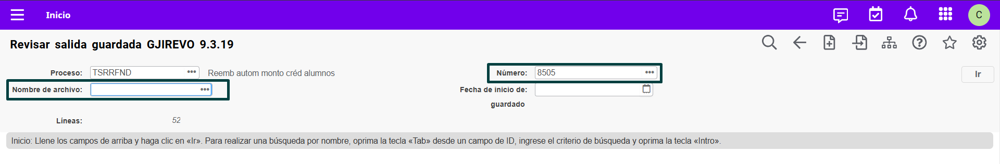 Inicio
C
Revisar salida guardada GJIREVO 9.3.19
Proceso: TSRRFND ••• Reemb autom monto créd alumnos
Número: 8505 •••
Ir
Nombre de archivo: •••
Fecha de inicio de:
guardado
Líneas: 52
Inicio: Llene los campos de arriba y haga clic en «Ir». Para realizar una búsqueda por nombre, oprima la tecla «Tab» desde un campo de ID, ingrese el criterio de búsqueda y oprima la tecla «Intro».